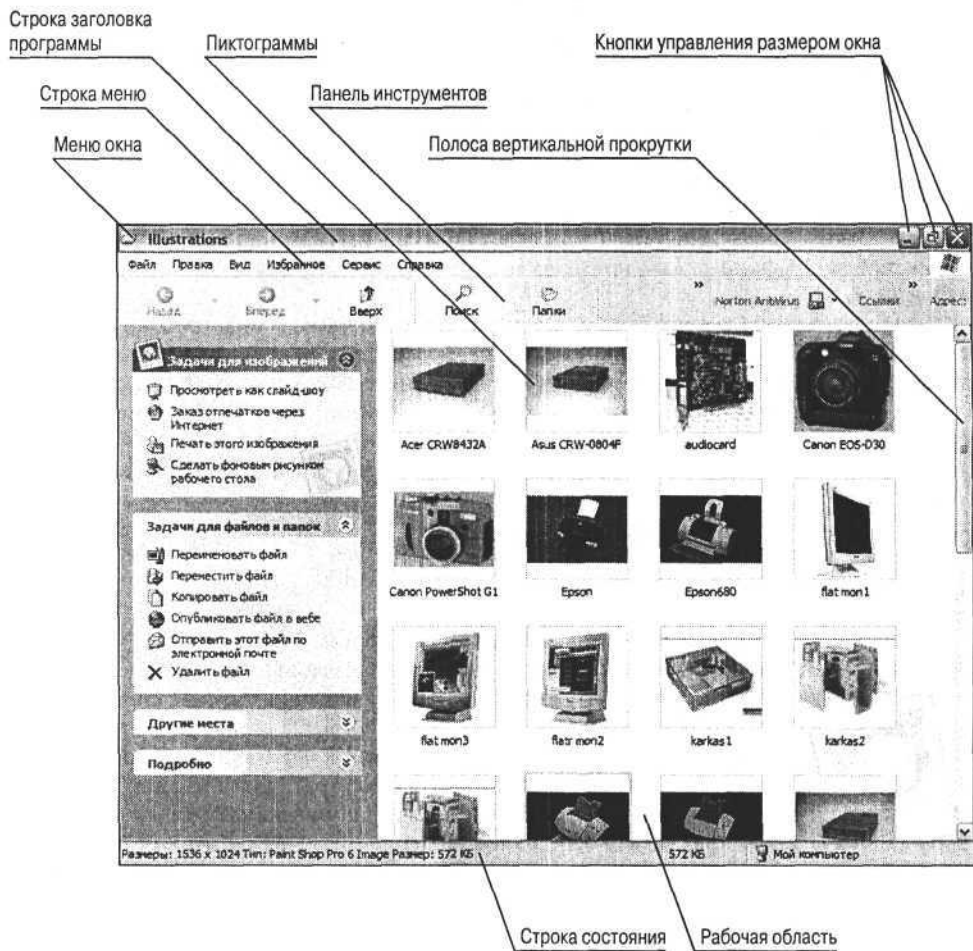 Строка заголовка
программы
Пиктограммы
Кнопки управления размером окна
Строка меню
Панель инструментов
Меню окна
Полоса вертикальной прокрутки
Illustrations
Файл Правка Вид Избранное Сервис Справка
Назад Вперед Вверх Поиск Папки » Norton AntiVirus Ссылки » Адрес:
Задачи для изображений
Просмотреть как слайд-шоу
Заказ отпечатков через
Интернет
Печать этого изображения
Сделать фоновым рисунком
рабочего стола
Задачи для файлов и папок
Переименовать файл
Переместить файл
Копировать файл
Опубликовать файл в вебе
Отправить этот файл по
электронной почте
Удалить файл
Другие места
Подробно
Acer CRW8432A Asus CRW-0804F audiocard Canon EOS-D30
Canon PowerShot G1 Epson Epson680 flat mon1
flat mon3 flatr mon2 karkas1 karkas2
Размеры: 1536 x 1024 Тип: Paint Shop Pro 6 Image Размер: 572 КБ 572 КБ Мой компьютер
Строка состояния
Рабочая область